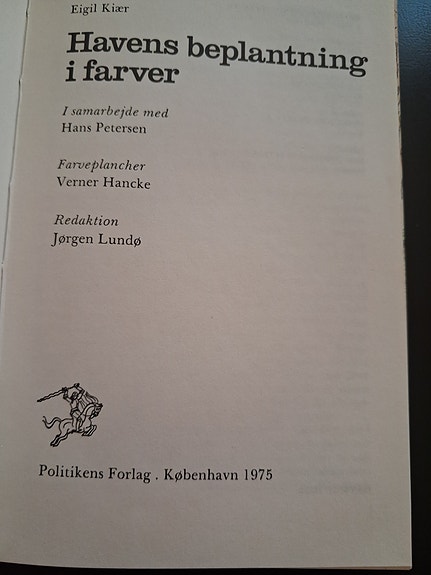 Eigil Kiær
Havens beplantning
i farver
I samarbejde med
Hans Petersen
Farveplancher
Verner Hancke
Redaktion
Jørgen Lundø
Politikens Forlag . København 1975